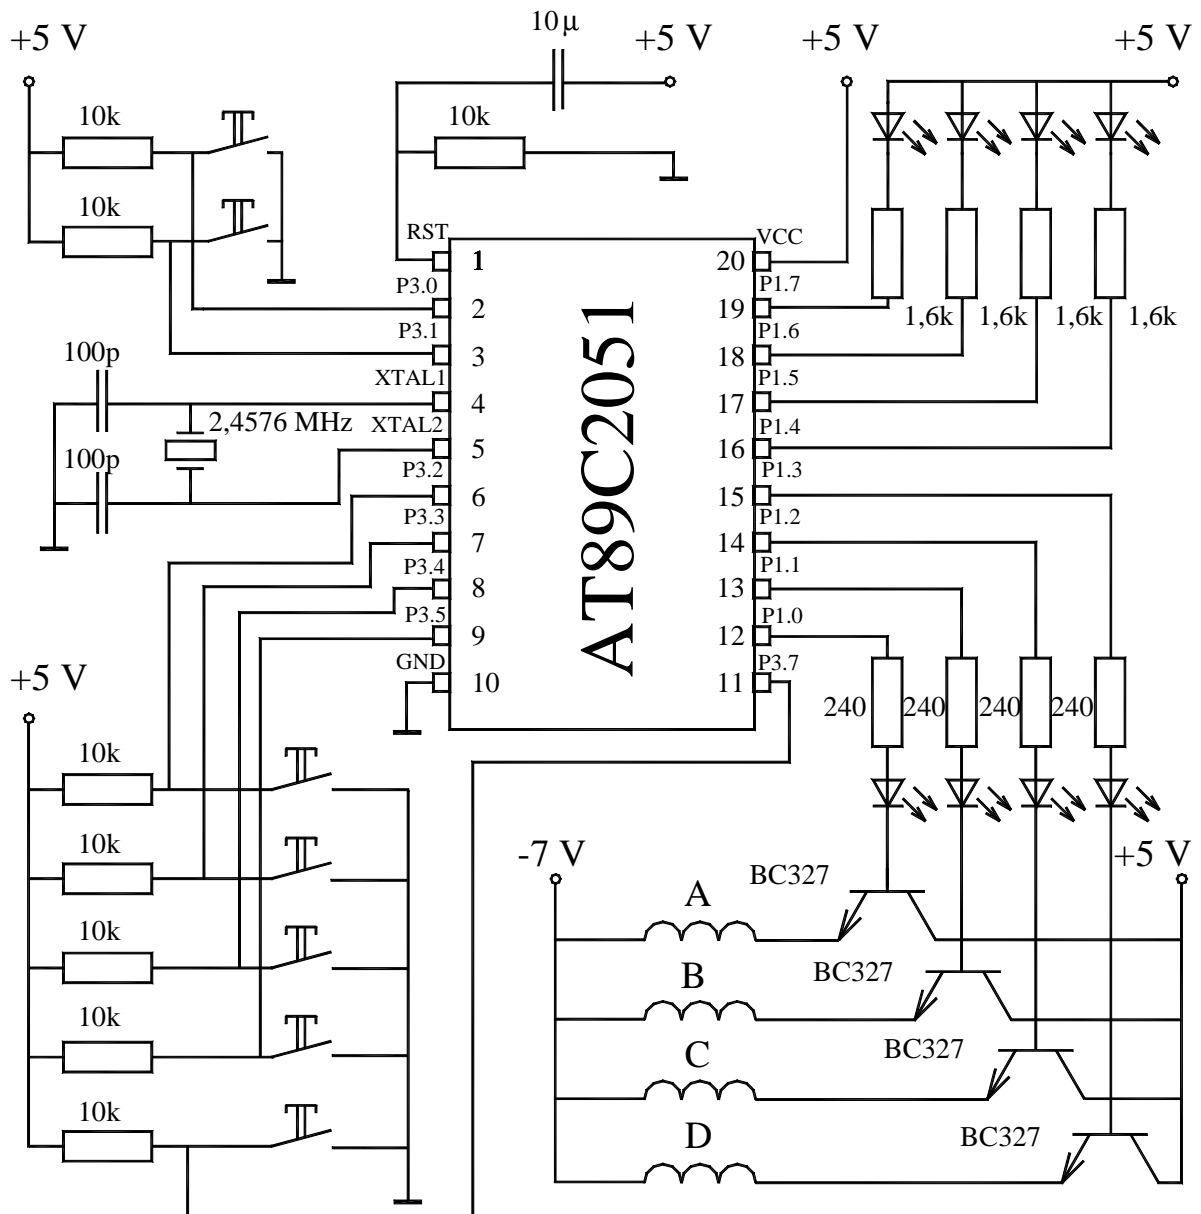 10 µ
+5 V
+5 V
+5 V
+5 V
10k
10k
10k
RST
VCC
1
20
P3.0
P1.7
2
19
1,6k
1,6k
1,6k
1,6k
P3.1
P1.6
3
18
100p
XTAL1
P1.5
4
17
2,4576 MHz
XTAL2
P1.4
5
16
100p
P3.2
P1.3
6
15
P3.3
P1.2
7
14
P3.4
P1.1
8
13
P3.5
P1.0
9
12
GND
P3.7
10
11
AT89C2051
+5 V
240
240
240
240
10k
10k
10k
10k
10k
-7 V
+5 V
BC327
A
BC327
B
BC327
C
BC327
D